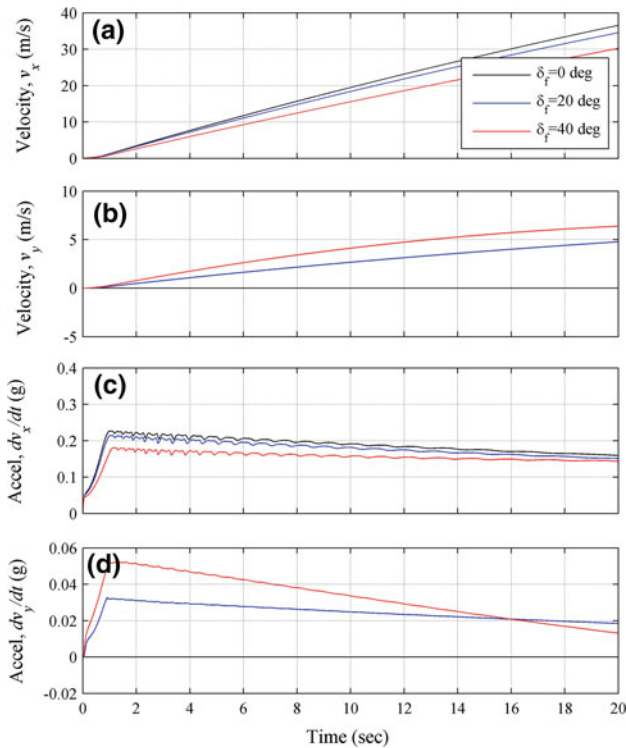 (a)
Velocity, v_x (m/s)
40
30
20
10
0
δ_f=0 deg
δ_f=20 deg
δ_f=40 deg
(b)
Velocity, v_y (m/s)
10
5
0
-5
(c)
Accel, dv_x/dt (g)
0.4
0.3
0.2
0.1
0
(d)
Accel, dv_y/dt (g)
0.06
0.04
0.02
0
-0.02
0 2 4 6 8 10 12 14 16 18 20
Time (sec)